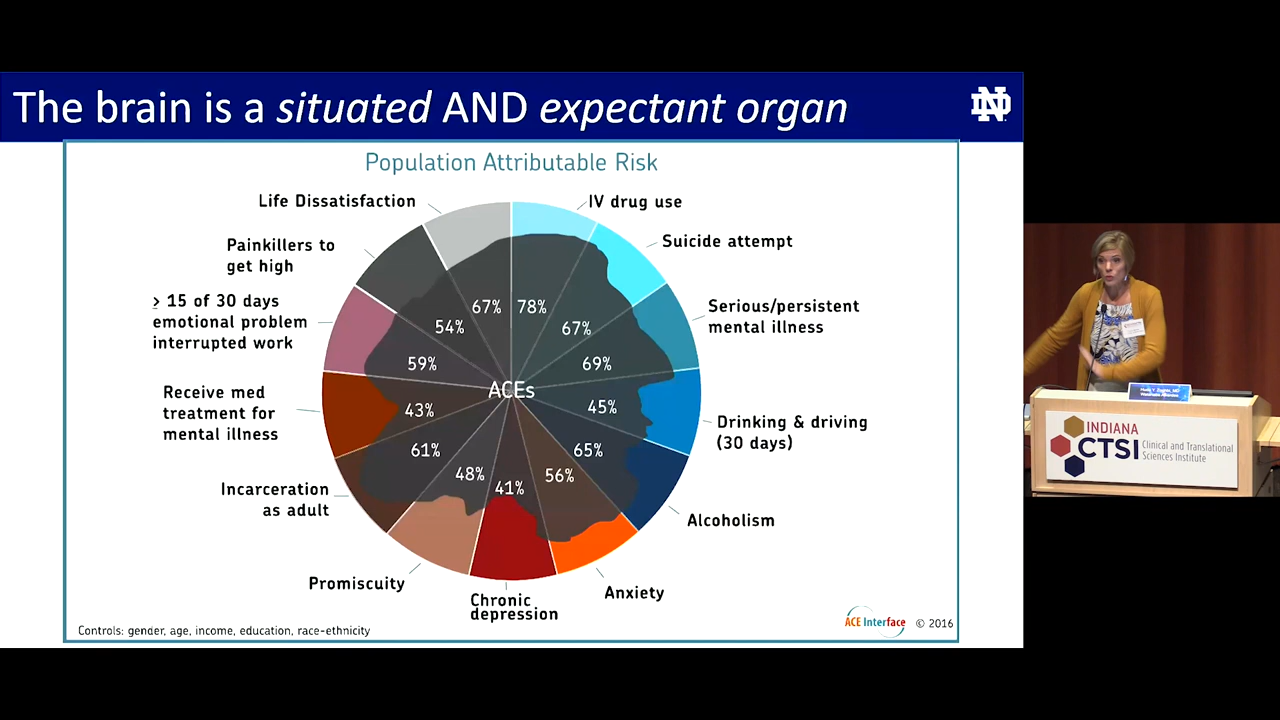 The brain is a situated AND expectant organ
ND
Population Attributable Risk
Life Dissatisfaction
IV drug use
Painkillers to
get high
Suicide attempt
≥ 15 of 30 days
emotional problem
interrupted work
Serious/persistent
mental illness
67%
78%
54%
67%
59%
69%
ACEs
Receive med
treatment for
mental illness
43%
45%
Drinking & driving
(30 days)
61%
65%
48%
56%
41%
Incarceration
as adult
Alcoholism
Promiscuity
Chronic
depression
Anxiety
Controls: gender, age, income, education, race-ethnicity
ACE Interface © 2016
INDIANA
CTSI
Clinical and Translational
Sciences Institute